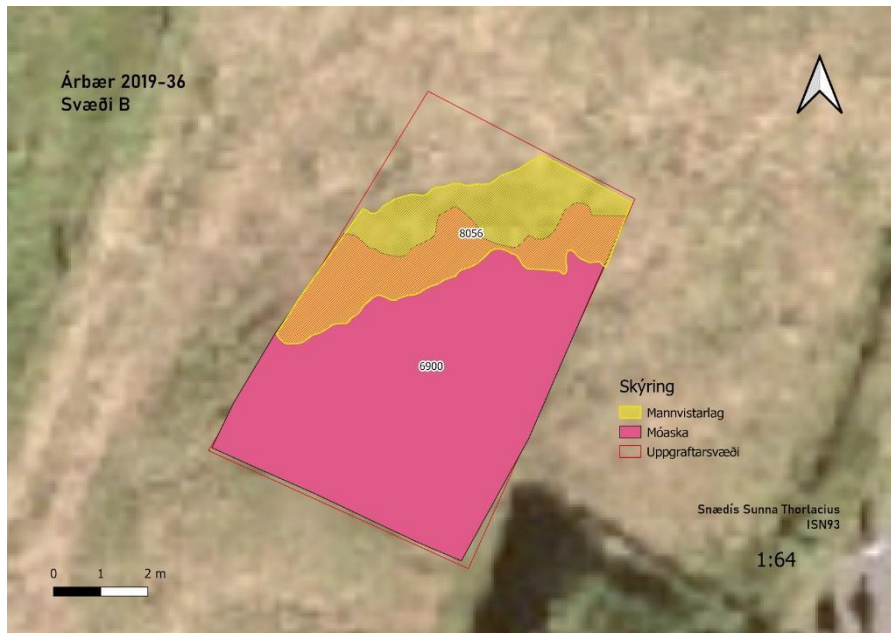 Árbær 2019-36
Svæði B
8056
6900
Skýring
Mannvistarlag
Móaska
Uppgraftarsvæði
Snædís Sunna Thorlacius
ISN93
1:64
0 1 2 m